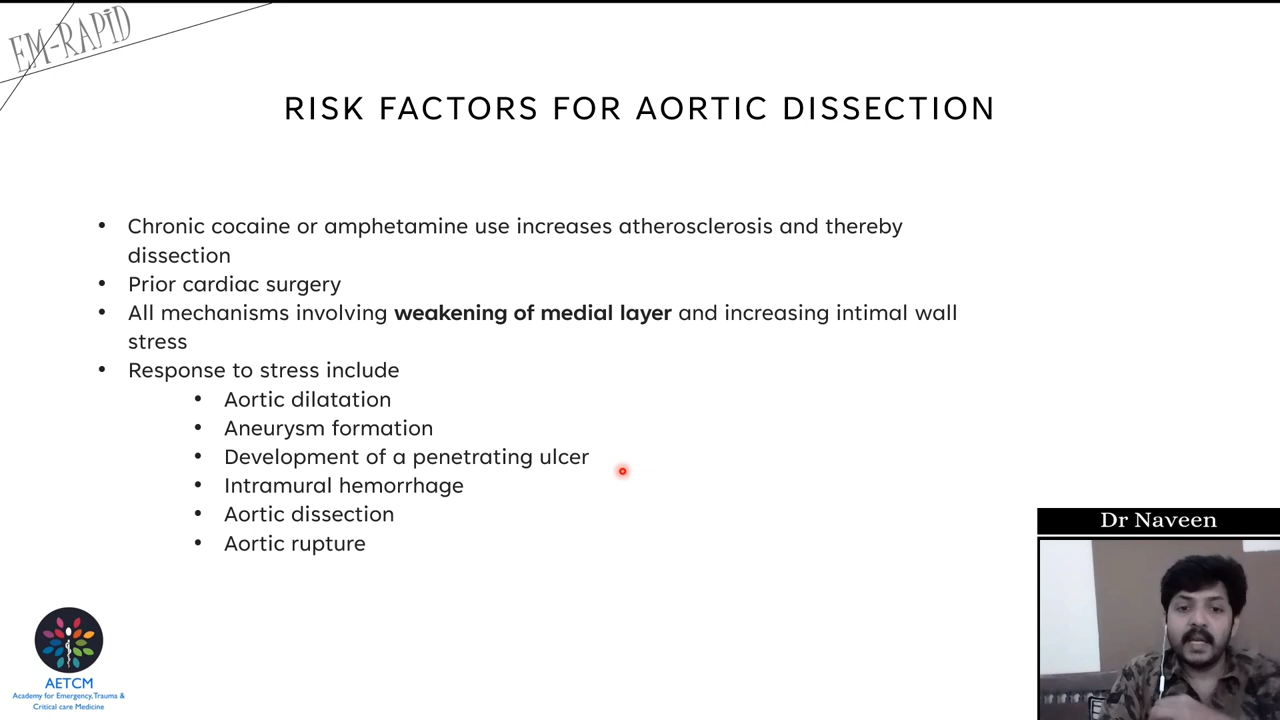 EM-RAPID
RISK FACTORS FOR AORTIC DISSECTION
• Chronic cocaine or amphetamine use increases atherosclerosis and thereby
dissection
• Prior cardiac surgery
• All mechanisms involving weakening of medial layer and increasing intimal wall
stress
• Response to stress include
• Aortic dilatation
• Aneurysm formation
• Development of a penetrating ulcer
• Intramural hemorrhage
• Aortic dissection
• Aortic rupture
Dr Naveen
AETCM
Academy for Emergency, Trauma &
Critical care Medicine